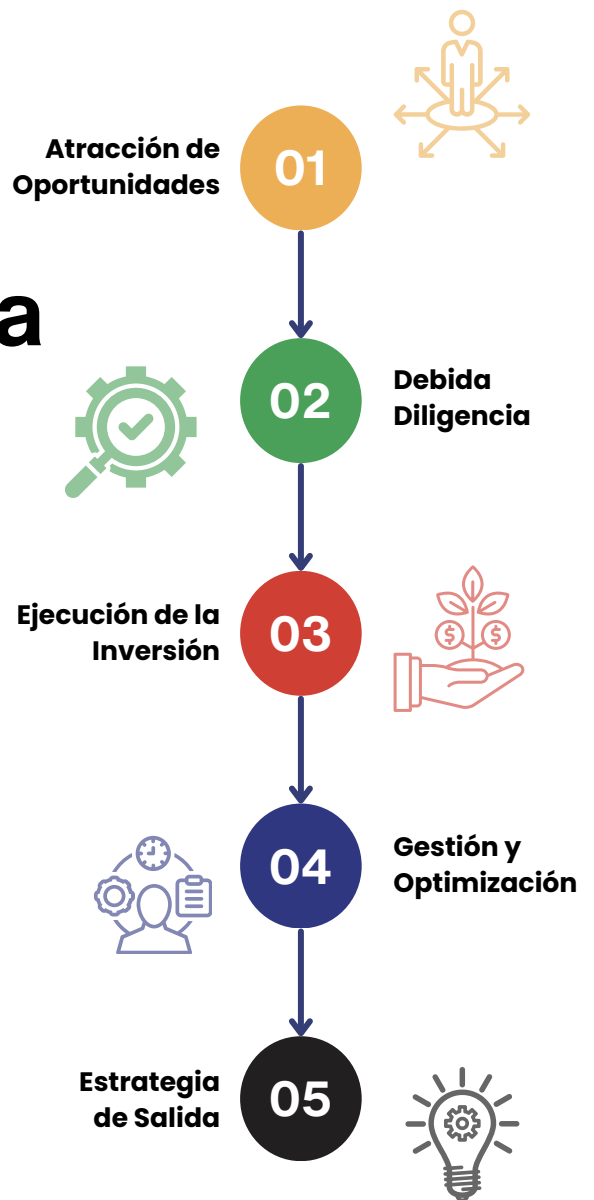 01
Atracción de
Oportunidades
a
02
Debida
Diligencia
03
Ejecución de la
Inversión
$ $
04
Gestión y
Optimización
05
Estrategia
de Salida